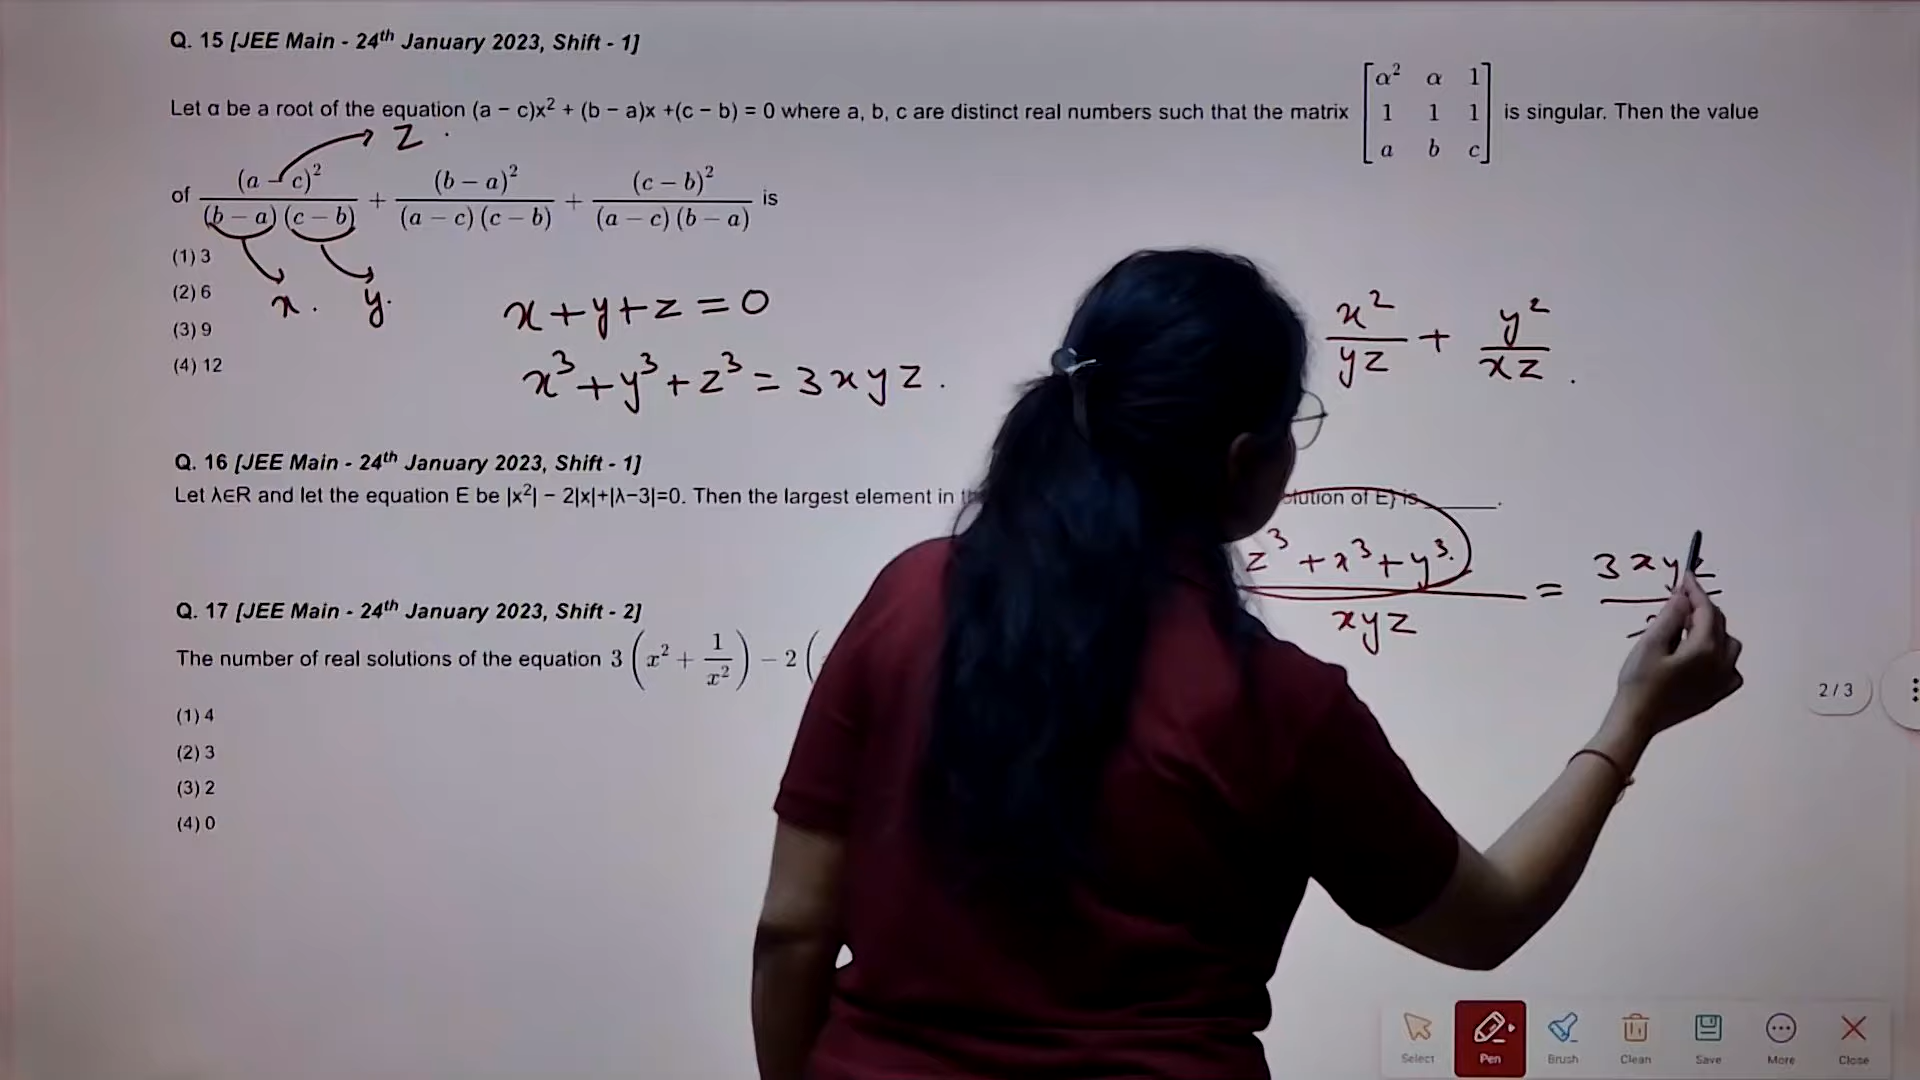 Q. 15 [JEE Main - 24th January 2023, Shift - 1]
Let α be a root of the equation (a − c)x² + (b − a)x +(c − b) = 0 where a, b, c are distinct real numbers such that the matrix [α² α 1; 1 1 1; a b c] is singular. Then the value
z
of (a − c)²/((b − a)(c − b)) + (b − a)²/((a − c)(c − b)) + (c − b)²/((a − c)(b − a)) is
(1) 3
(2) 6
(3) 9
(4) 12
x. y.
x+y+z = 0
x³+y³+z³ = 3xyz.
x²/yz + y²/xz.
Q. 16 [JEE Main - 24th January 2023, Shift - 1]
Let λ∈R and let the equation E be |x²| − 2|x|+|λ−3|=0. Then the largest element in of E} is ______.
z³+x³+y³. / xyz = 3xyz
Q. 17 [JEE Main - 24th January 2023, Shift - 2]
The number of real solutions of the equation 3(x² + 1/x²) − 2(
(1) 4
(2) 3
(3) 2
(4) 0
2 / 3
Select Pen Brush Clean Save More Close